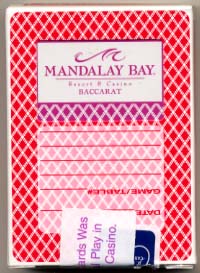 MANDALAY BAY.
Resort & Casino
BACCARAT
DATE
GAME/TABLE#
ards Was
l Play in
Casino.